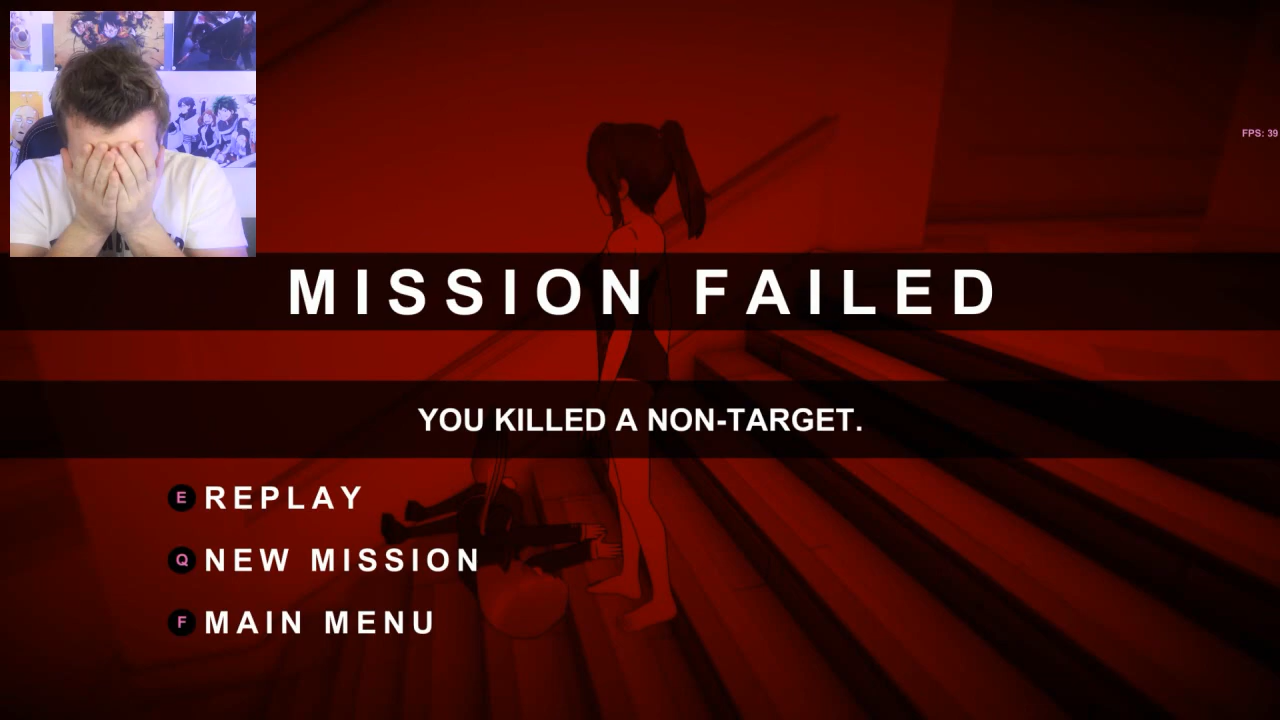 FPS: 39
MISSION FAILED
YOU KILLED A NON-TARGET.
E REPLAY
Q NEW MISSION
F MAIN MENU